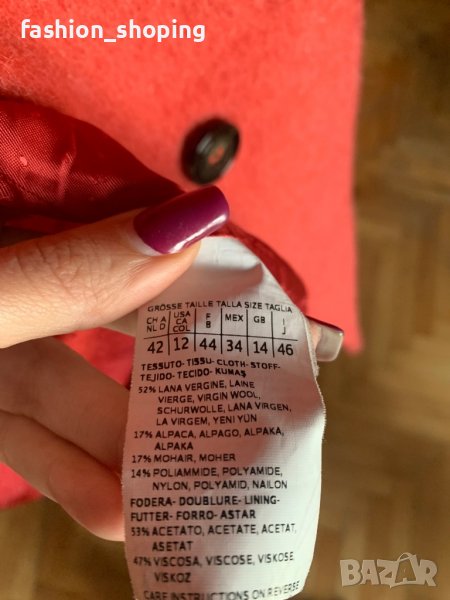 fashion_shoping
GRÖSSE TAILLE TALLA SIZE TAGLIA
CH A USA F MEX GB I
NL D CA B J
COL
42 12 44 34 14 46
TESSUTO-TISSU-CLOTH-STOFF-
TEJIDO-TECIDO-KUMAŞ
52% LANA VERGINE, LAINE
VIERGE, VIRGIN WOOL,
SCHURWOLLE, LANA VIRGEN,
LA VIRGEM, YENİ YÜN
17% ALPACA, ALPAGO, ALPAKA,
ALPAKA
17% MOHAIR, MOHER
14% POLIAMMIDE, POLYAMIDE,
NYLON, POLYAMID, NAILON
FODERA- DOUBLURE- LINING-
FUTTER- FORRO- ASTAR
53% ACETATO, ACETATE, ACETAT,
ASETAT
47% VISCOSA, VISCOSE, VISKOSE,
VISKOZ
CARE INSTRUCTIONS ON REVERSE
BAZAR